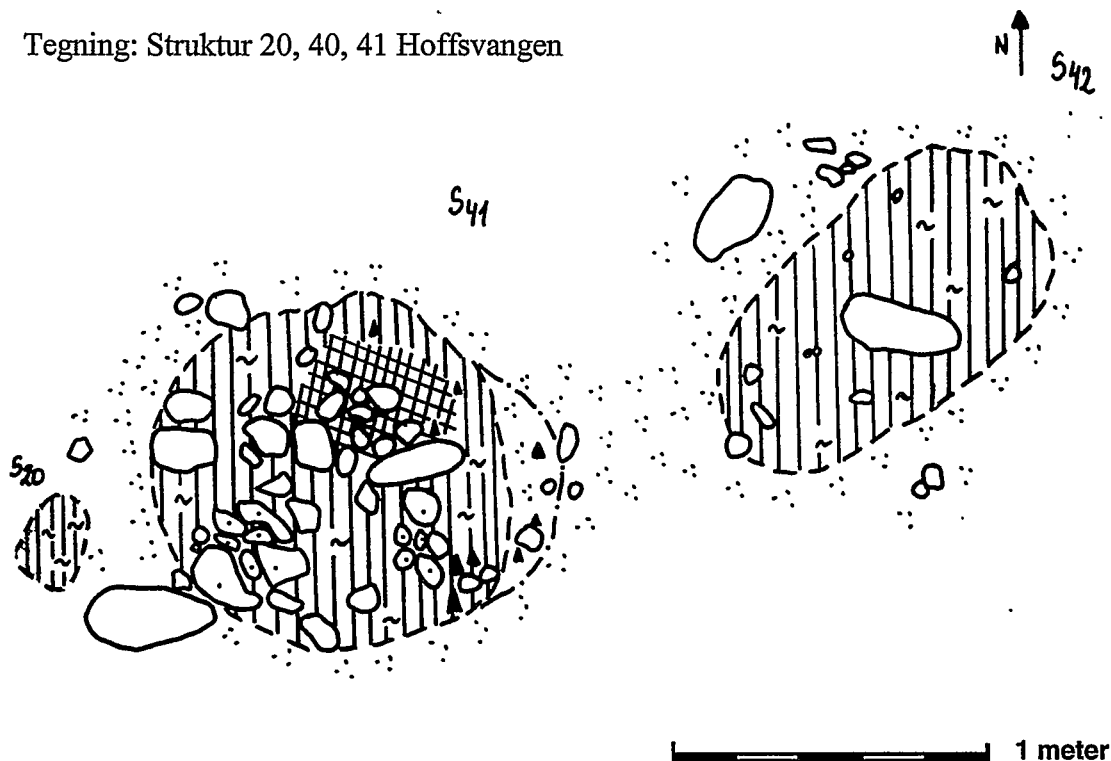 Tegning: Struktur 20, 40, 41 Hoffsvangen
N
S42
S41
S20
1 meter